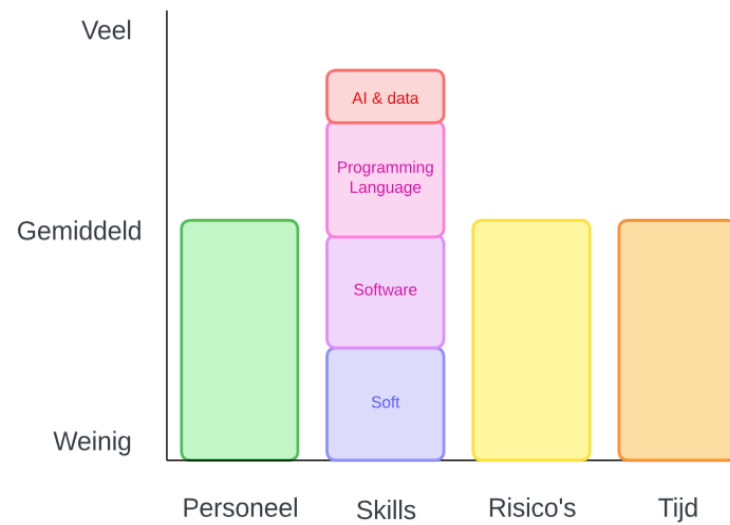 Veel
AI & data
Programming
Language
Gemiddeld
Software
Soft
Weinig
Personeel
Skills
Risico's
Tijd